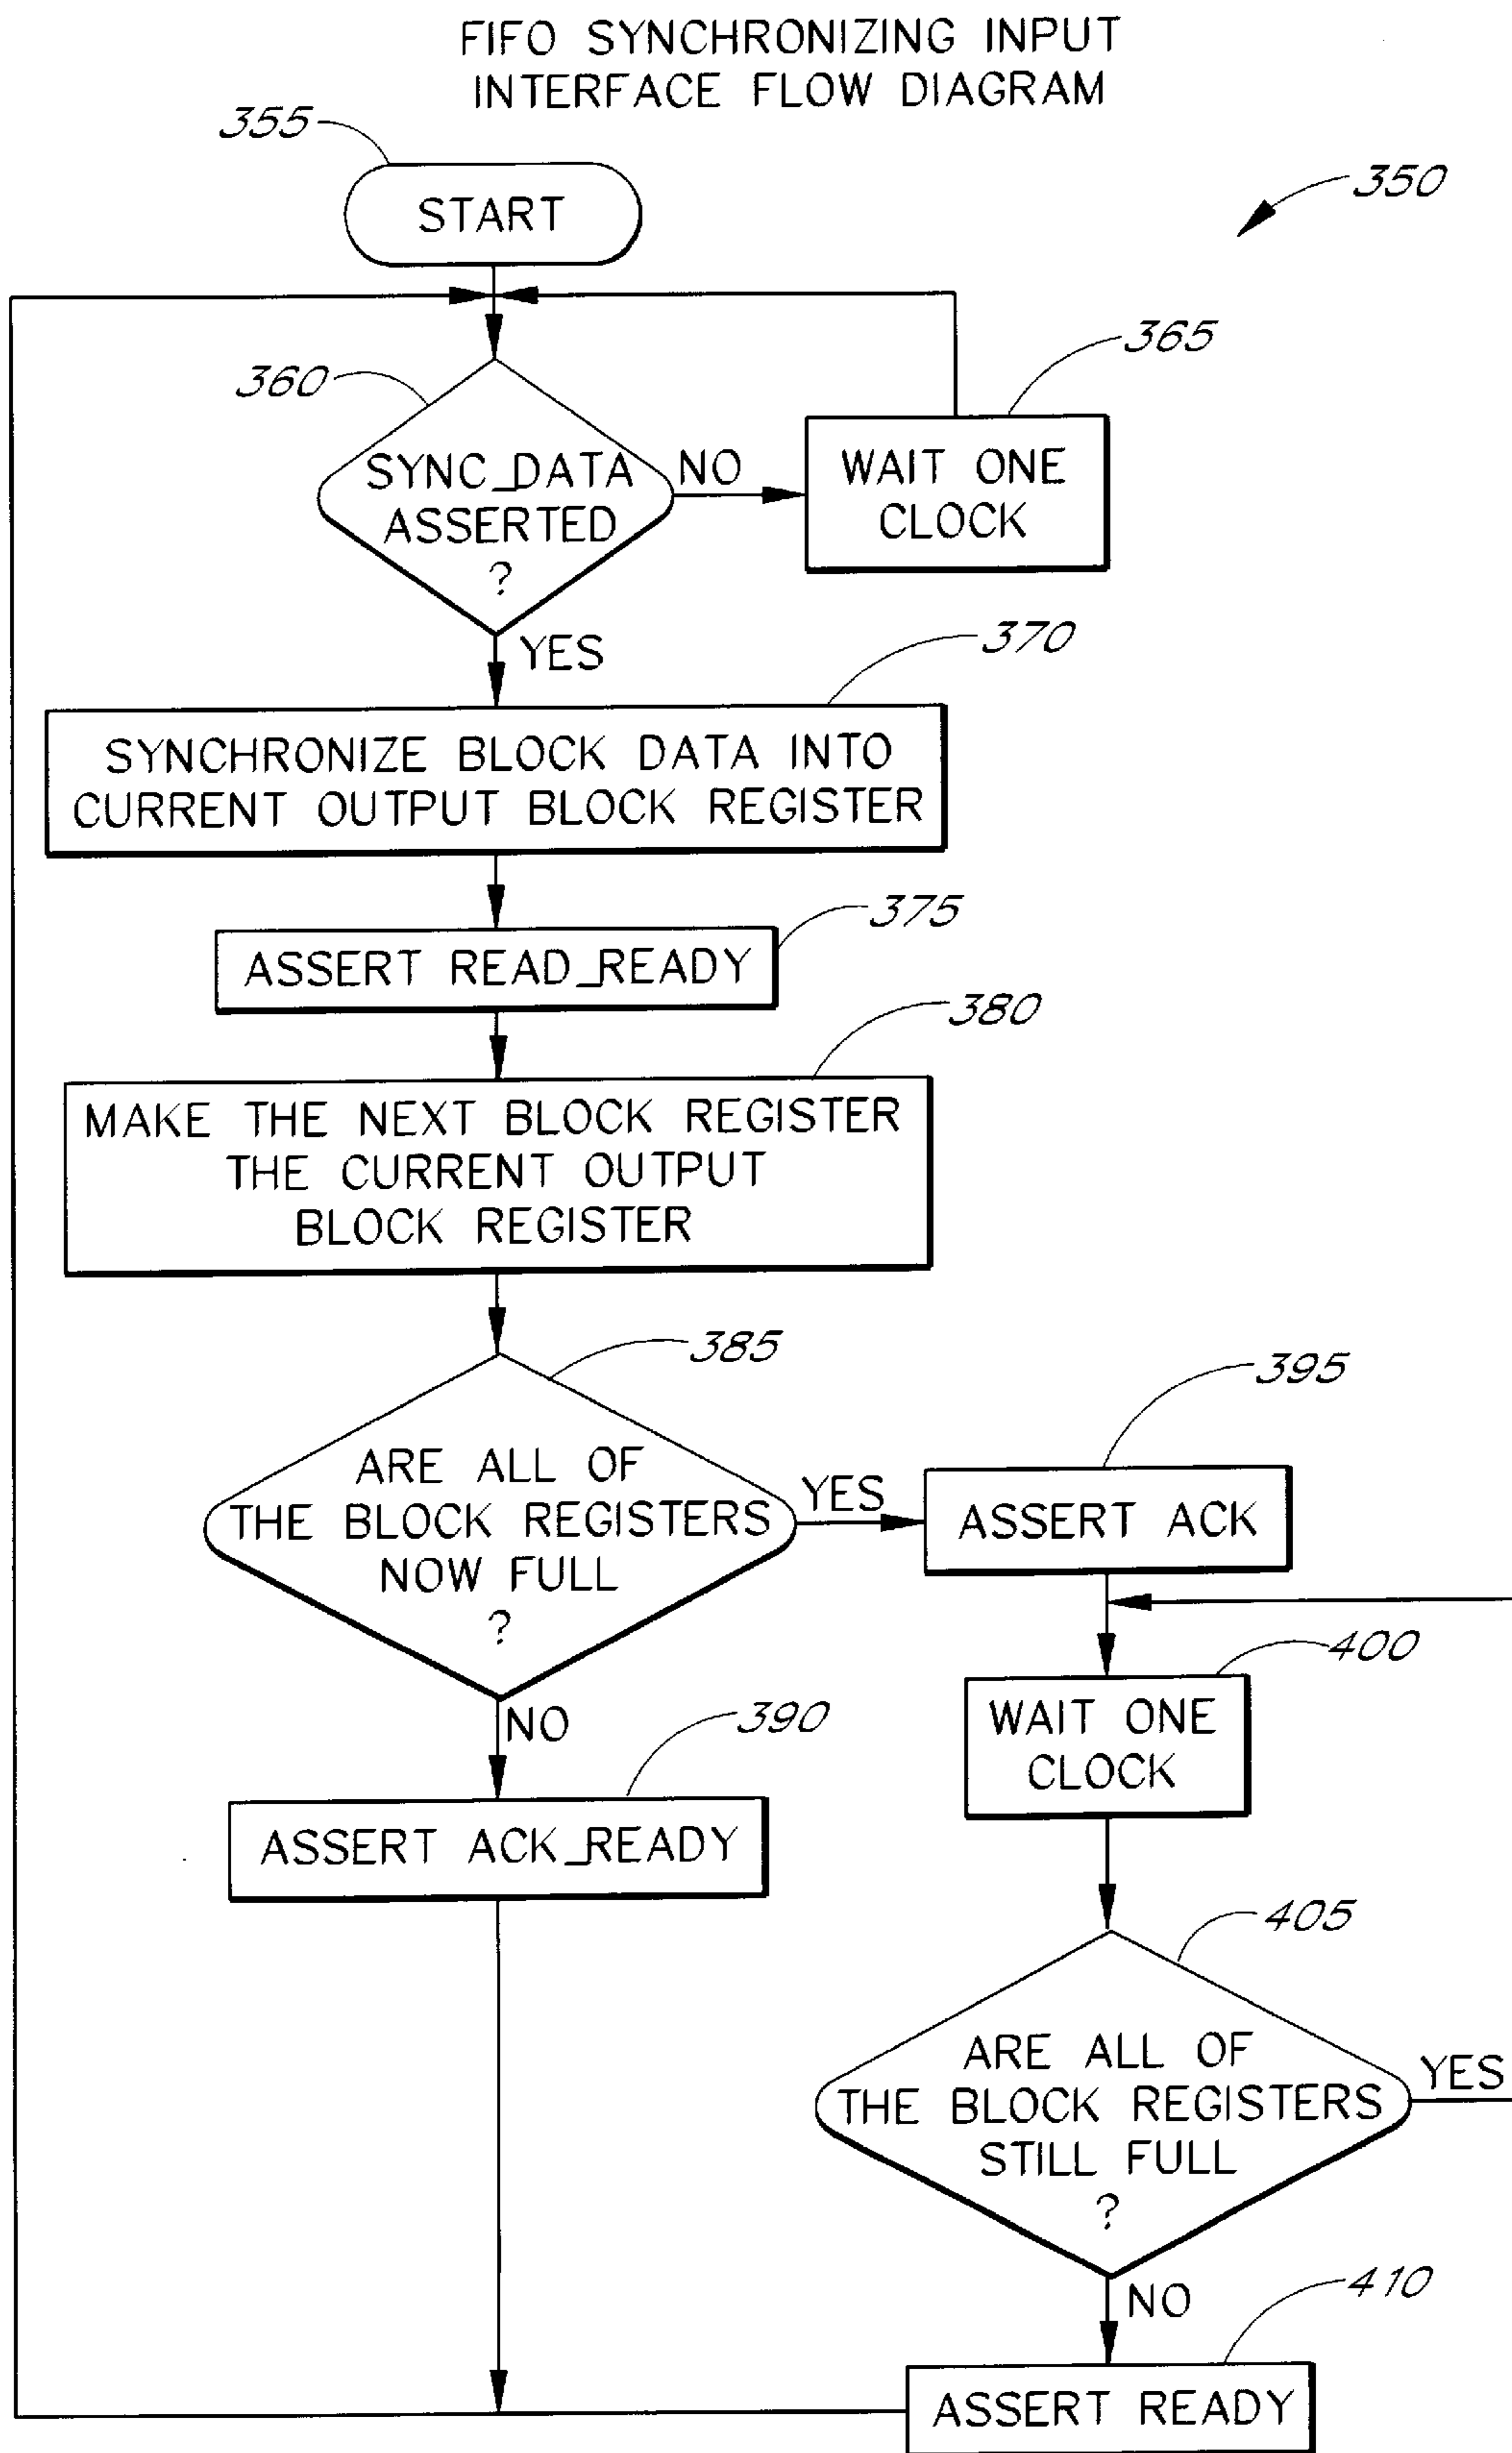 FIFO SYNCHRONIZING INPUT
INTERFACE FLOW DIAGRAM
355
START
350
365
360
SYNC_DATA
ASSERTED
?
NO
WAIT ONE
CLOCK
YES
370
SYNCHRONIZE BLOCK DATA INTO
CURRENT OUTPUT BLOCK REGISTER
375
ASSERT READ_READY
380
MAKE THE NEXT BLOCK REGISTER
THE CURRENT OUTPUT
BLOCK REGISTER
385
ARE ALL OF
THE BLOCK REGISTERS
NOW FULL
?
YES
395
ASSERT ACK
400
WAIT ONE
CLOCK
NO
390
ASSERT ACK_READY
405
ARE ALL OF
THE BLOCK REGISTERS
STILL FULL
?
YES
NO
410
ASSERT READY